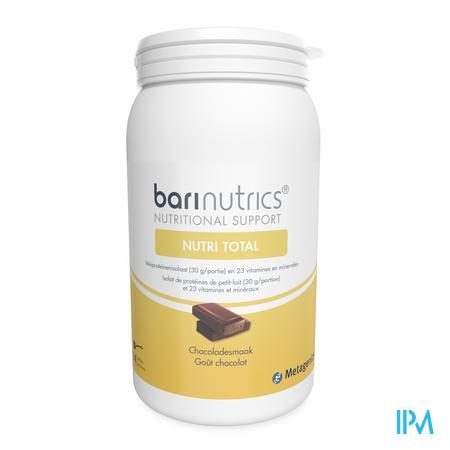 barinutrics®
NUTRITIONAL SUPPORT
NUTRI TOTAL
(30 g/portie) en 23 vitamines en mineralen
Isolat de protéines de petit-lait (30 g/portion)
et 23 vitamines et minéraux
Chocoladesmaak
Goût chocolat
Metagenics
IPM